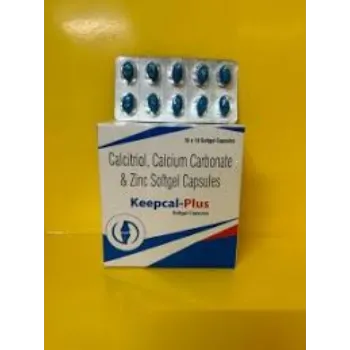 10 x 10 Softgel Capsules
Calcitriol, Calcium Carbonate
& Zinc Softgel Capsules
Keepcal-Plus
Softgel Capsules